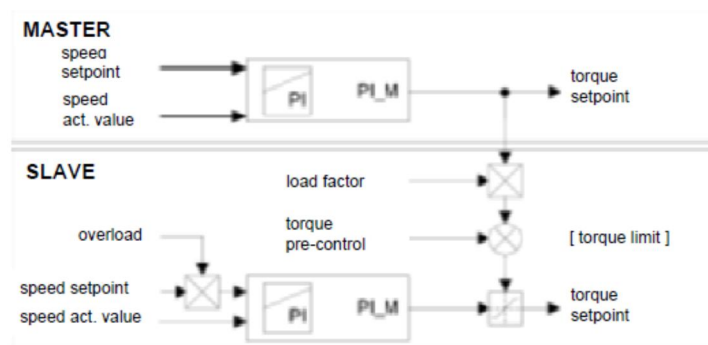 MASTER
speed
setpoint
PI
PI_M
torque
setpoint
speed
act. value
SLAVE
load factor
torque
pre-control
[ torque limit ]
overload
speed setpoint
PI
PI_M
torque
setpoint
speed act. value